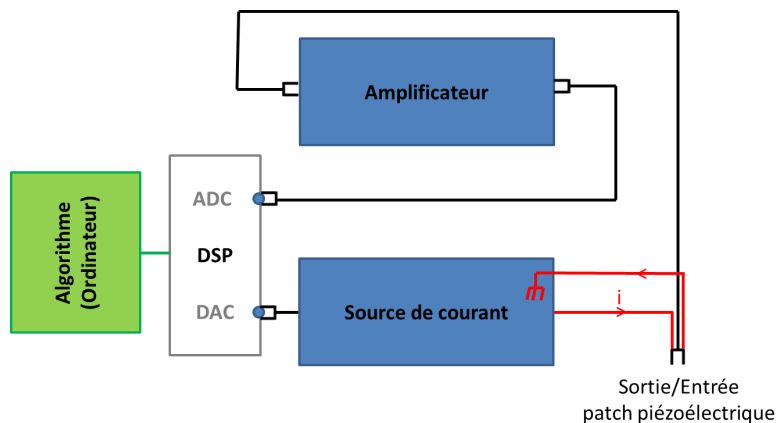 Amplificateur
Algorithme
(Ordinateur)
ADC
DSP
DAC
Source de courant
i
Sortie/Entrée
patch piézoélectrique